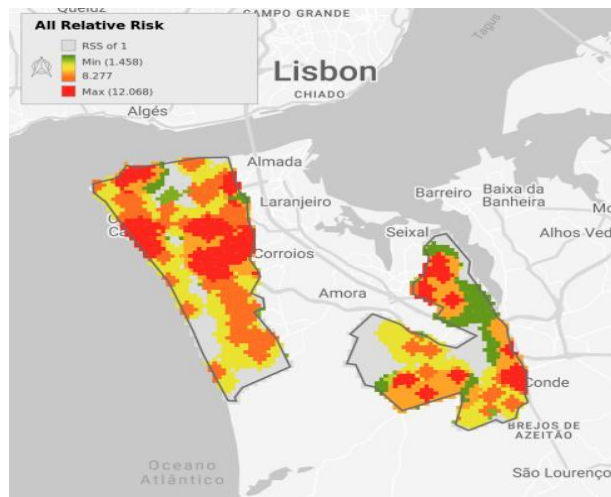 Queluz
CAMPO GRANDE
All Relative Risk
RSS of 1
Min (1.458)
8.277
Max (12.068)
Tagus
Lisbon
CHIADO
Algés
Almada
Laranjeiro
Barreiro
Baixa da
Banheira
Seixal
Alhos Ved
Corroios
Amora
Conde
BREJOS DE
AZEITÃO
São Lourenço
Oceano
Atlântico